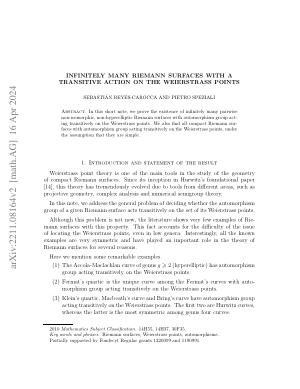 INFINITELY MANY RIEMANN SURFACES WITH A
TRANSITIVE ACTION ON THE WEIERSTRASS POINTS
SEBASTIÁN REYES-CAROCCA AND PIETRO SPEZIALI
ABSTRACT. In this short note, we prove the existence of infinitely many pairwise
non-isomorphic, non-hyperelliptic Riemann surfaces with automorphism group act-
ing transitively on the Weierstrass points. We also find all compact Riemann sur-
faces with automorphism group acting transitively on the Weierstrass points, under
the assumption that they are simple.
1. INTRODUCTION AND STATEMENT OF THE RESULT
Weierstrass point theory is one of the main tools in the study of the geometry
of compact Riemann surfaces. Since its inception in Hurwitz's foundational paper
[14], this theory has tremendously evolved due to tools from different areas, such as
projective geometry, complex analysis and numerical semigroup theory.
In this note, we address the general problem of deciding whether the automorphism
group of a given Riemann surface acts transitively on the set of its Weierstrass points.
Although this problem is not new, the literature shows very few examples of Rie-
mann surfaces with this property. This fact accounts for the difficulty of the issue
of locating the Weierstrass points, even in low genera. Interestingly, all the known
examples are very symmetric and have played an important role in the theory of
Riemann surfaces for several reasons.
Here we mention some remarkable examples.
(1) The Accola-Maclachlan curve of genus g ⩾ 2 (hyperelliptic) has automorphism
group acting transitively on the Weierstrass points.
(2) Fermat's quartic is the unique curve among the Fermat's curves with auto-
morphism group acting transitively on the Weierstrass points.
(3) Klein's quartic, Macbeath's curve and Bring's curve have automorphism group
acting transitively on the Weierstrass points. The first two are Hurwitz curves,
whereas the latter is the most symmetric among genus four curves.
2010 Mathematics Subject Classification. 14H55, 14H37, 30F35.
Key words and phrases. Riemann surfaces, Weierstrass points, automorphisms.
Partially supported by Fondecyt Regular grants
arXiv:2211.08164v2 [math.AG] 16 Apr 2024